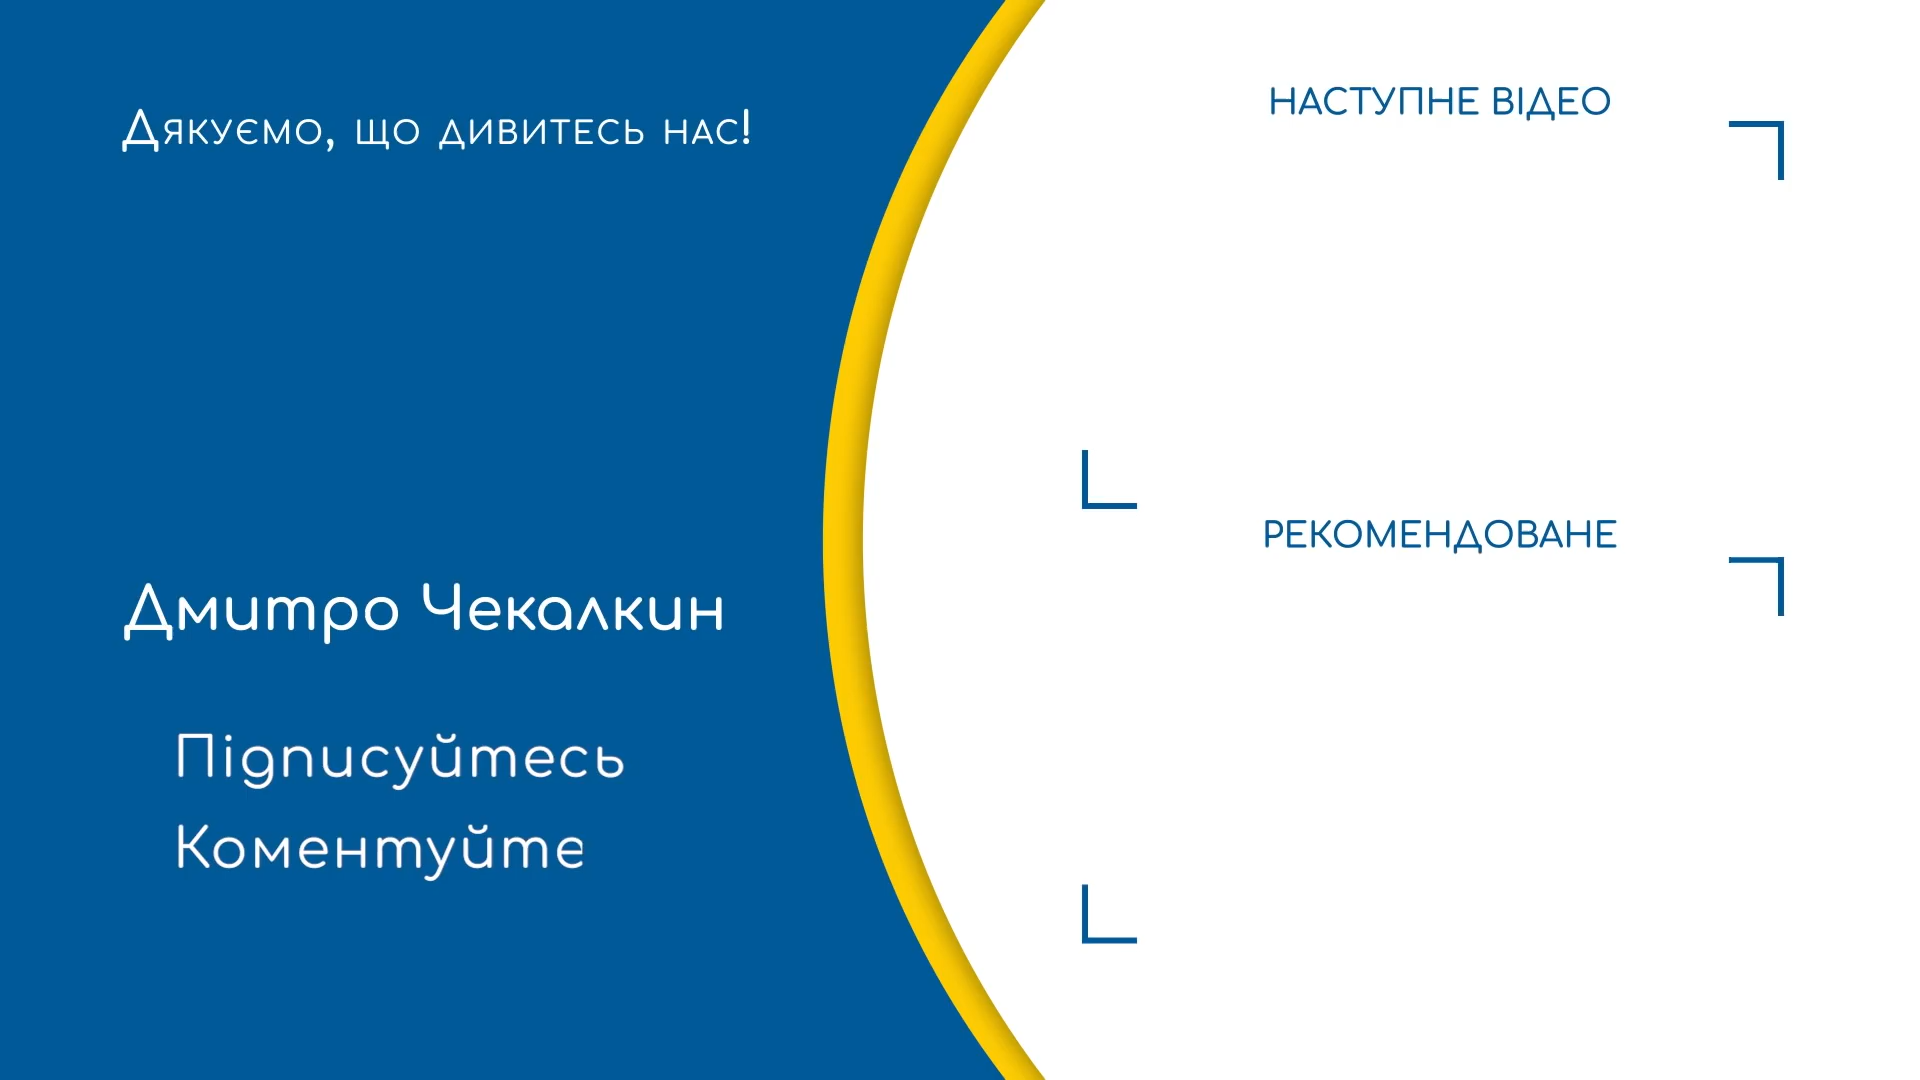 Дякуємо, що дивитесь нас!
Дмитро Чекалкин
Підписуйтесь
Коментуйте
НАСТУПНЕ ВІДЕО
РЕКОМЕНДОВАНЕ